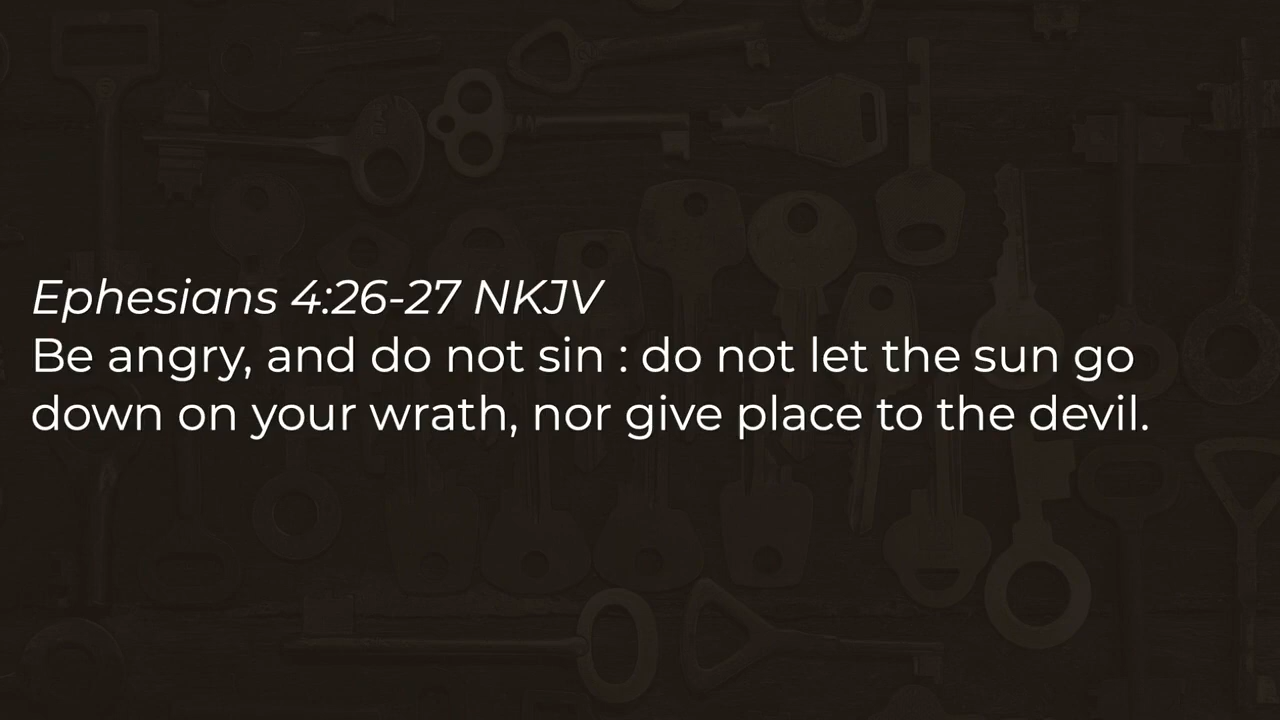 Ephesians 4:26-27 NKJV
Be angry, and do not sin : do not let the sun go
down on your wrath, nor give place to the devil.